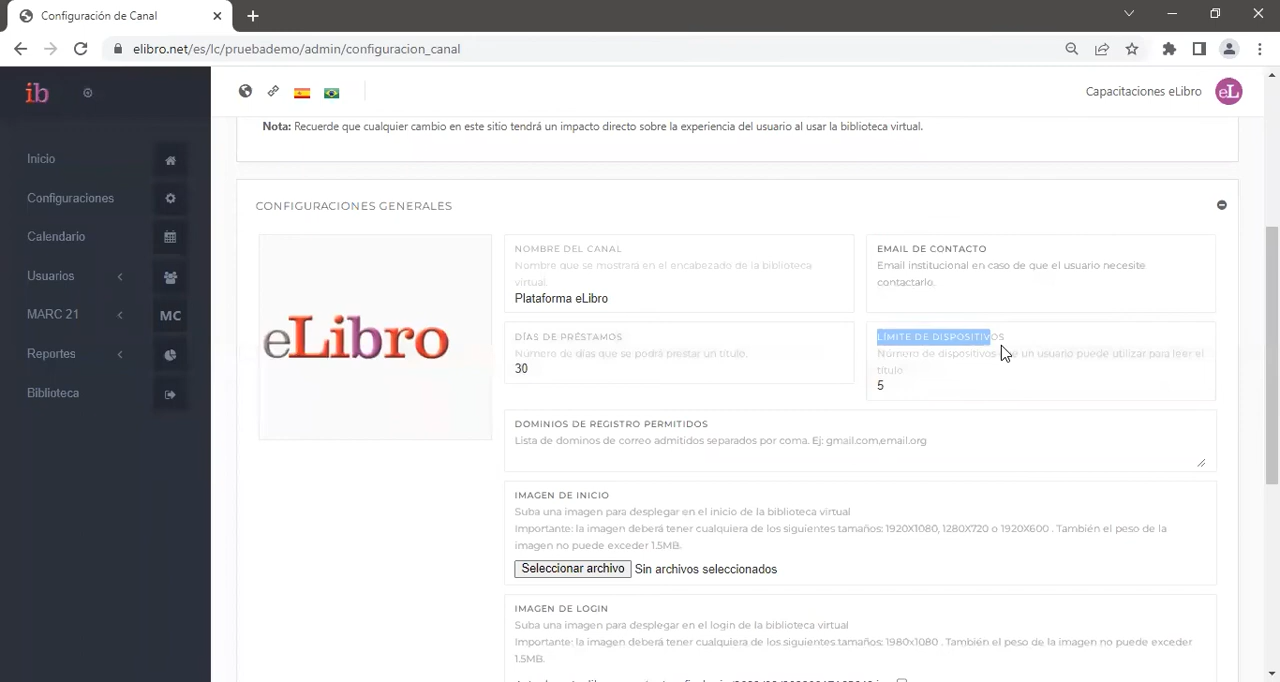 Configuración de Canal
elibro.net/es/lc/pruebademo/admin/configuracion_canal
ib
Capacitaciones eLibro
eL
Nota: Recuerde que cualquier cambio en este sitio tendrá un impacto directo sobre la experiencia del usuario al usar la biblioteca virtual.
Inicio
Configuraciones
Calendario
Usuarios
MARC 21
MC
Reportes
Biblioteca
CONFIGURACIONES GENERALES
eLibro
NOMBRE DEL CANAL
Nombre que se mostrará en el encabezado de la biblioteca
virtual.
Plataforma eLibro
EMAIL DE CONTACTO
Email institucional en caso de que el usuario necesite
contactarlo.
DÍAS DE PRÉSTAMOS
Número de días que se podrá prestar un título.
30
LÍMITE DE DISPOSITIVOS
Número de dispositivos que un usuario puede utilizar para leer el
título
5
DOMINIOS DE REGISTRO PERMITIDOS
Lista de dominos de correo admitidos separados por coma. Ej: gmail.com,email.org
IMAGEN DE INICIO
Suba una imagen para desplegar en el inicio de la biblioteca virtual
Importante: la imagen deberá tener cualquiera de los siguientes tamaños: 1920X1080, 1280X720 o 1920X600 . También el peso de la
imagen no puede exceder 1.5MB.
Seleccionar archivo Sin archivos seleccionados
IMAGEN DE LOGIN
Suba una imagen para desplegar en el login de la biblioteca virtual
Importante: la imagen deberá tener cualquiera de los siguientes tamaños: 1980x1080 . También el peso de la imagen no puede exceder
1.5MB.